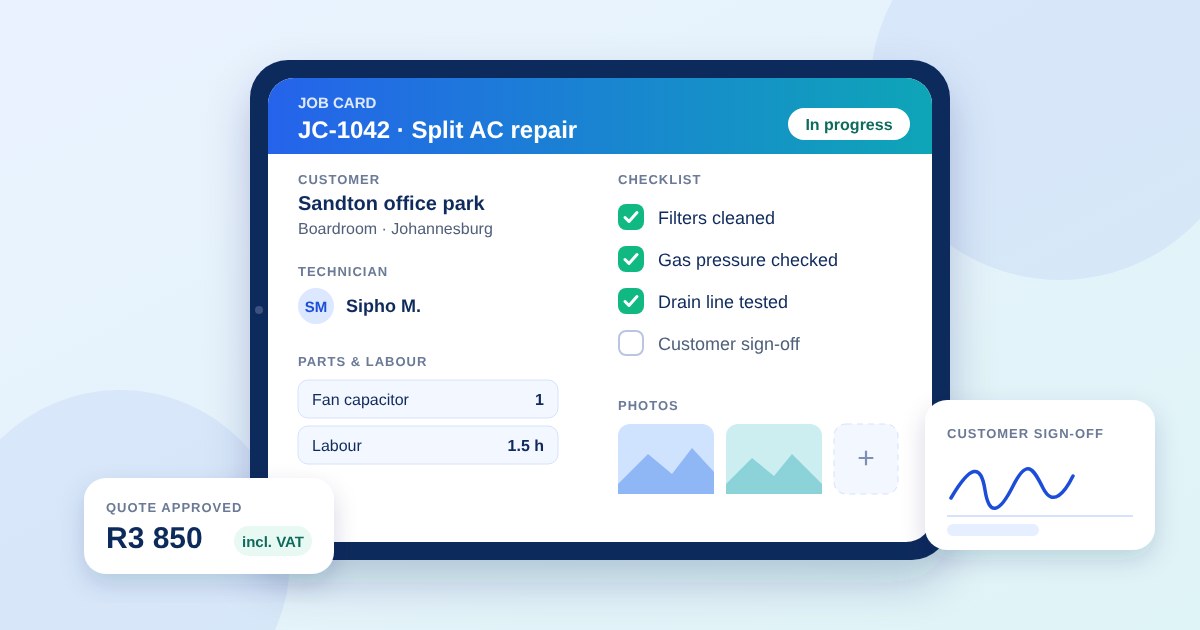 JOB CARD
JC-1042 · Split AC repair
In progress
CUSTOMER
Sandton office park
Boardroom · Johannesburg
TECHNICIAN
SM
Sipho M.
PARTS & LABOUR
Fan capacitor 1
Labour 1.5 h
CHECKLIST
Filters cleaned
Gas pressure checked
Drain line tested
Customer sign-off
PHOTOS
+
QUOTE APPROVED
R3 850 incl. VAT
CUSTOMER SIGN-OFF